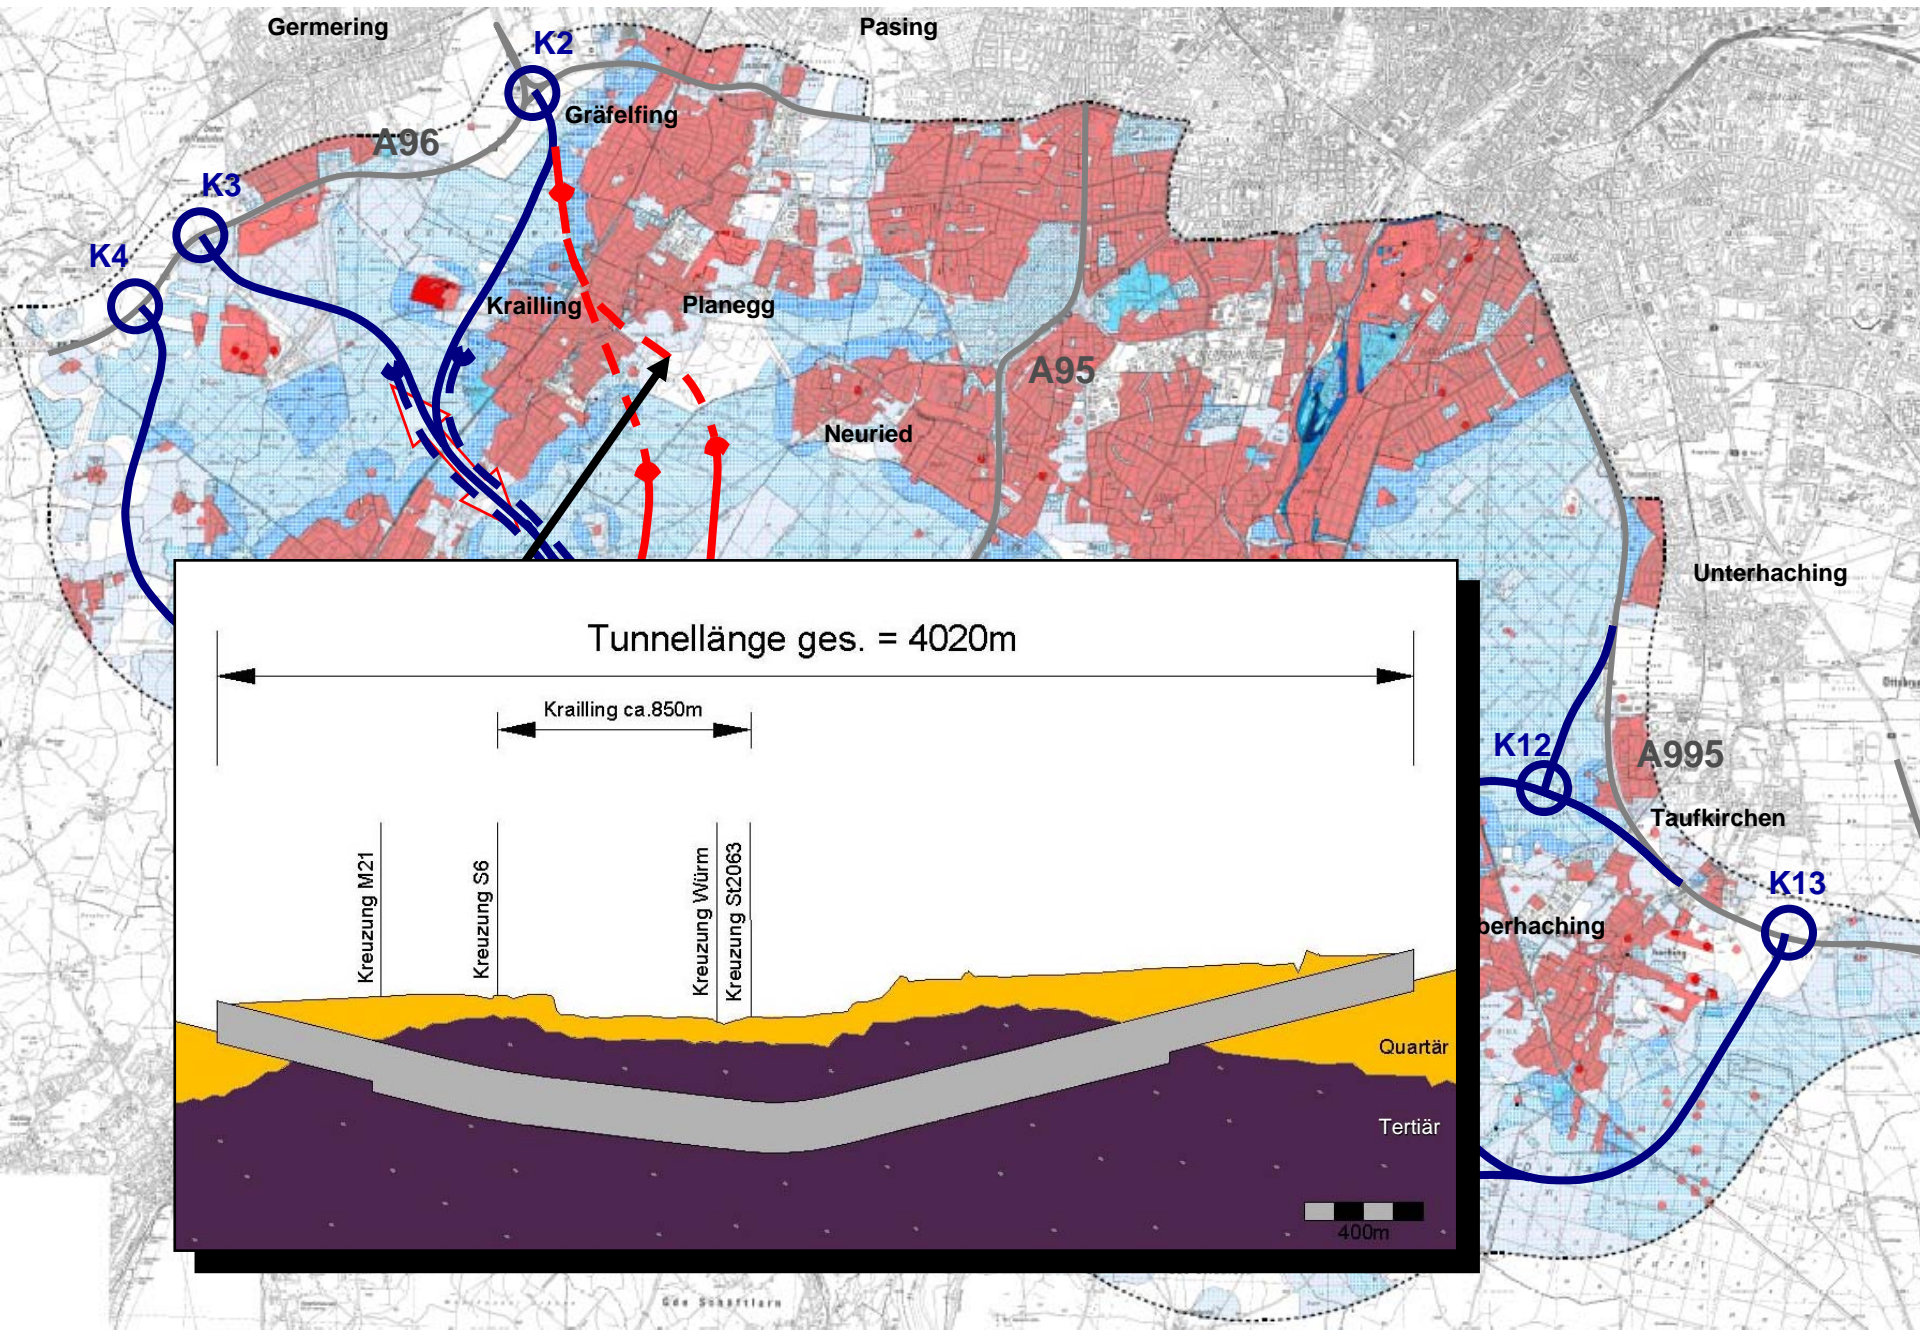 Germering
Pasing
K2
Gräfelfing
A96
K3
K4
Krailling
Planegg
A95
Neuried
Unterhaching
K12
A995
Taufkirchen
K13
berhaching
Tunnellänge ges. = 4020m
Krailling ca.850m
Kreuzung M21
Kreuzung S6
Kreuzung Würm
Kreuzung St2063
Quartär
Tertiär
400m